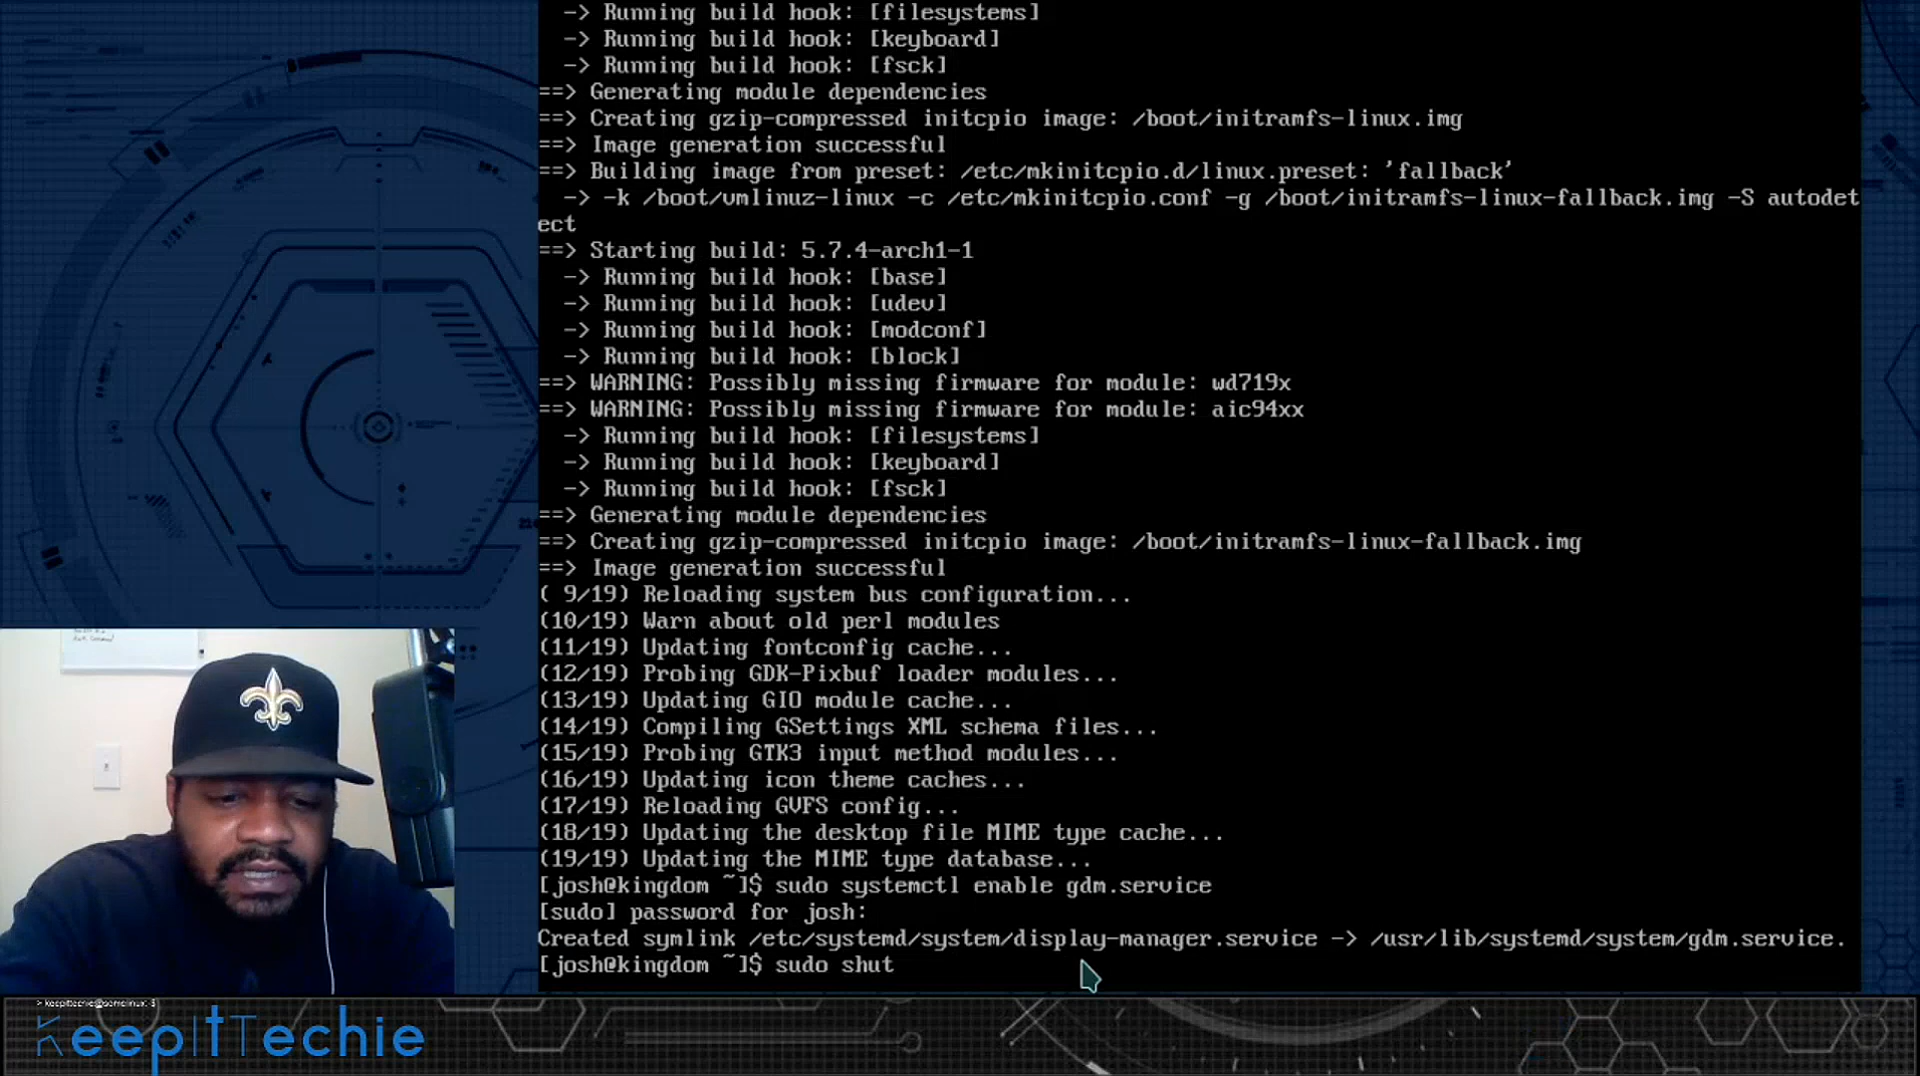 -> Running build hook: [filesystems]
-> Running build hook: [keyboard]
-> Running build hook: [fsck]
==> Generating module dependencies
==> Creating gzip-compressed initcpio image: /boot/initramfs-linux.img
==> Image generation successful
==> Building image from preset: /etc/mkinitcpio.d/linux.preset: 'fallback'
-> -k /boot/vmlinuz-linux -c /etc/mkinitcpio.conf -g /boot/initramfs-linux-fallback.img -S autodet
ect
==> Starting build: 5.7.4-arch1-1
-> Running build hook: [base]
-> Running build hook: [udev]
-> Running build hook: [modconf]
-> Running build hook: [block]
==> WARNING: Possibly missing firmware for module: wd719x
==> WARNING: Possibly missing firmware for module: aic94xx
-> Running build hook: [filesystems]
-> Running build hook: [keyboard]
-> Running build hook: [fsck]
==> Generating module dependencies
==> Creating gzip-compressed initcpio image: /boot/initramfs-linux-fallback.img
==> Image generation successful
( 9/19) Reloading system bus configuration...
(10/19) Warn about old perl modules
(11/19) Updating fontconfig cache...
(12/19) Probing GDK-Pixbuf loader modules...
(13/19) Updating GIO module cache...
(14/19) Compiling GSettings XML schema files...
(15/19) Probing GTK3 input method modules...
(16/19) Updating icon theme caches...
(17/19) Reloading GVFS config...
(18/19) Updating the desktop file MIME type cache...
(19/19) Updating the MIME type database...
[josh@kingdom ~]$ sudo systemctl enable gdm.service
[sudo] password for josh:
Created symlink /etc/systemd/system/display-manager.service -> /usr/lib/systemd/system/gdm.service.
[josh@kingdom ~]$ sudo shut
> keepittechie@somelinux:~$
KeepItTechie